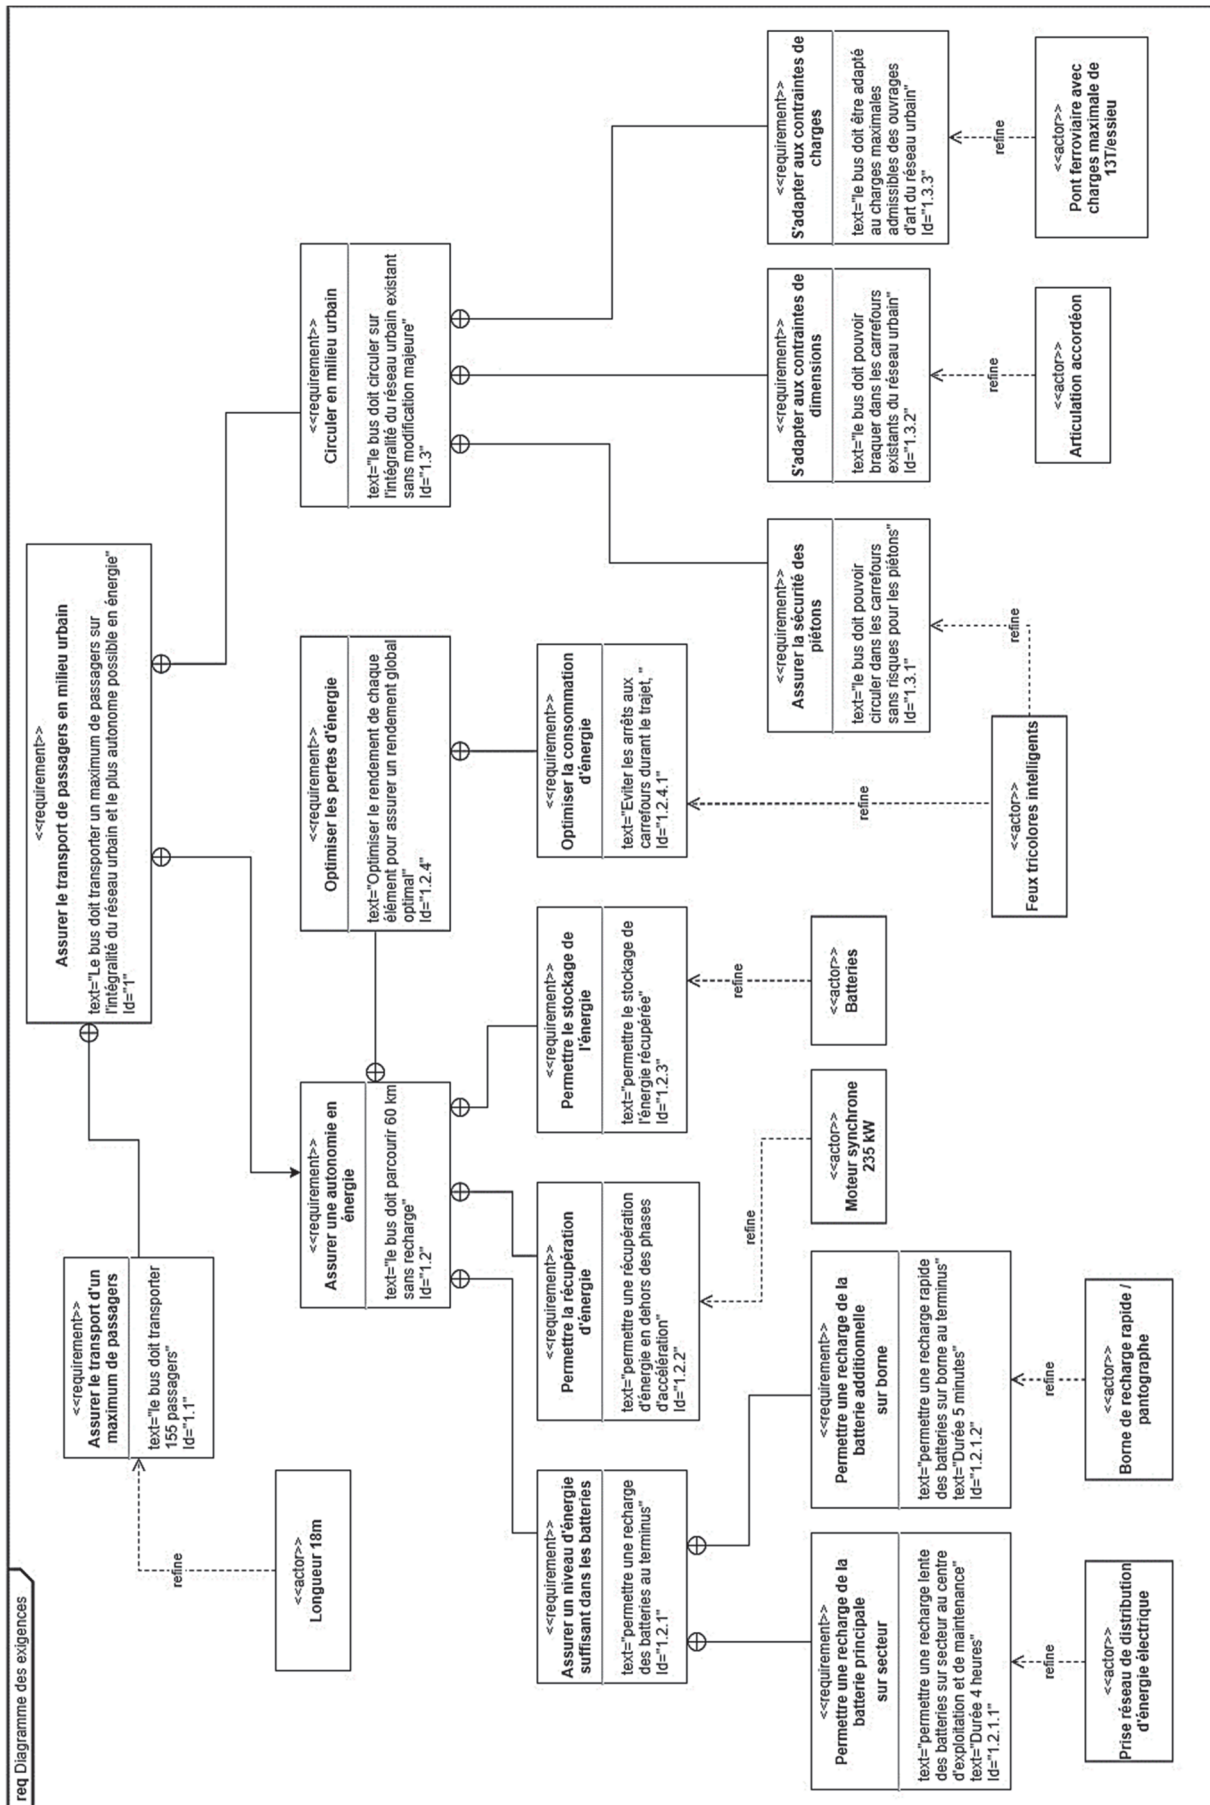 req Diagramme des exigences
<<requirement>>
Assurer le transport de passagers en milieu urbain
text="Le bus doit transporter un maximum de passagers sur
l'intégralité du réseau urbain et le plus autonome possible en énergie"
Id="1"
<<requirement>>
Assurer le transport d'un
maximum de passagers
text="le bus doit transporter
155 passagers"
Id="1.1"
refine
<<actor>>
Longueur 18m
<<requirement>>
Assurer une autonomie en
énergie
text="le bus doit parcourir 60 km
sans recharge"
Id="1.2"
<<requirement>>
Optimiser les pertes d'énergie
text="Optimiser le rendement de chaque
élément pour assurer un rendement global
optimal"
Id="1.2.4"
<<requirement>>
Circuler en milieu urbain
text="le bus doit circuler sur
l'intégralité du réseau urbain existant
sans modification majeure"
Id="1.3"
<<requirement>>
Assurer un niveau d'énergie
suffisant dans les batteries
text="permettre une recharge
des batteries au terminus"
Id="1.2.1"
<<requirement>>
Permettre la récupération
d'énergie
text="permettre une récupération
d'énergie en dehors des phases
d'accélération"
Id="1.2.2"
<<requirement>>
Permettre le stockage de
l'énergie
text="permettre le stockage de
l'énergie récupérée"
Id="1.2.3"
<<requirement>>
Optimiser la consommation
d'énergie
text="Eviter les arrêts aux
carrefours durant le trajet, "
Id="1.2.4.1"
<<requirement>>
Assurer la sécurité des
piétons
text="le bus doit pouvoir
circuler dans les carrefours
sans risques pour les piétons"
Id="1.3.1"
<<requirement>>
S'adapter aux contraintes de
dimensions
text="le bus doit pouvoir
braquer dans les carrefours
existants du réseau urbain"
Id="1.3.2"
<<requirement>>
S'adapter aux contraintes de
charges
text="le bus doit être adapté
au charges maximales
admissibles des ouvrages
d'art du réseau urbain"
Id="1.3.3"
<<requirement>>
Permettre une recharge de la
batterie principale
sur secteur
text="permettre une recharge lente
des batteries sur secteur au centre
d'exploitation et de maintenance"
text="Durée 4 heures"
Id="1.2.1.1"
<<requirement>>
Permettre une recharge de la
batterie additionnelle
sur borne
text="permettre une recharge rapide
des batteries sur borne au terminus"
text="Durée 5 minutes"
Id="1.2.1.2"
refine
<<actor>>
Moteur synchrone
235 kW
refine
<<actor>>
Batteries
refine
refine
<<actor>>
Feux tricolores intelligents
refine
<<actor>>
Articulation accordéon
refine
<<actor>>
Pont ferroviaire avec
charges maximale de
13T/essieu
refine
<<actor>>
Prise réseau de distribution
d'énergie électrique
refine
<<actor>>
Borne de recharge rapide /
pantographe